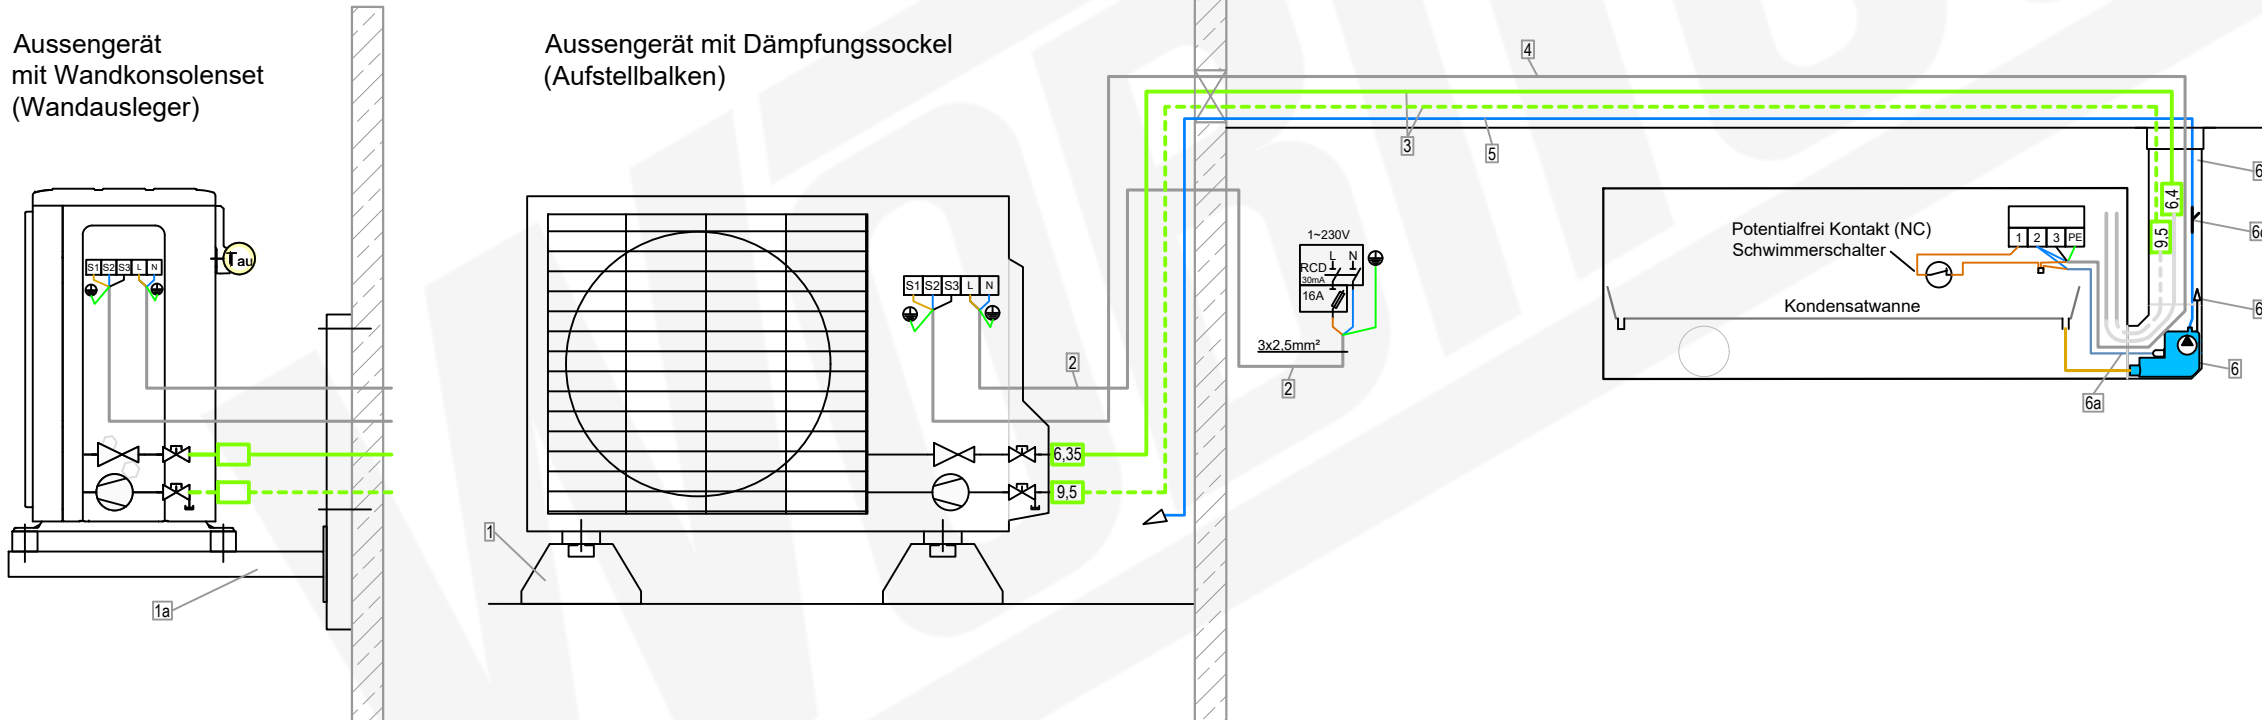 Aussengerät
mit Wandkonsolenset
(Wandausleger)
Aussengerät mit Dämpfungssockel
(Aufstellbalken)
4
3
5
6
6,4
9,5
Potentialfrei Kontakt (NC)
Schwimmerschalter
1 2 3 PE
Kondensatwanne
6
6a
1~230V
L N
RCD
30mA
16A
3x2,5mm²
2
2
Tau
S1 S2 S3 L N
S1 S2 S3 L N
6,35
9,5
1
1a